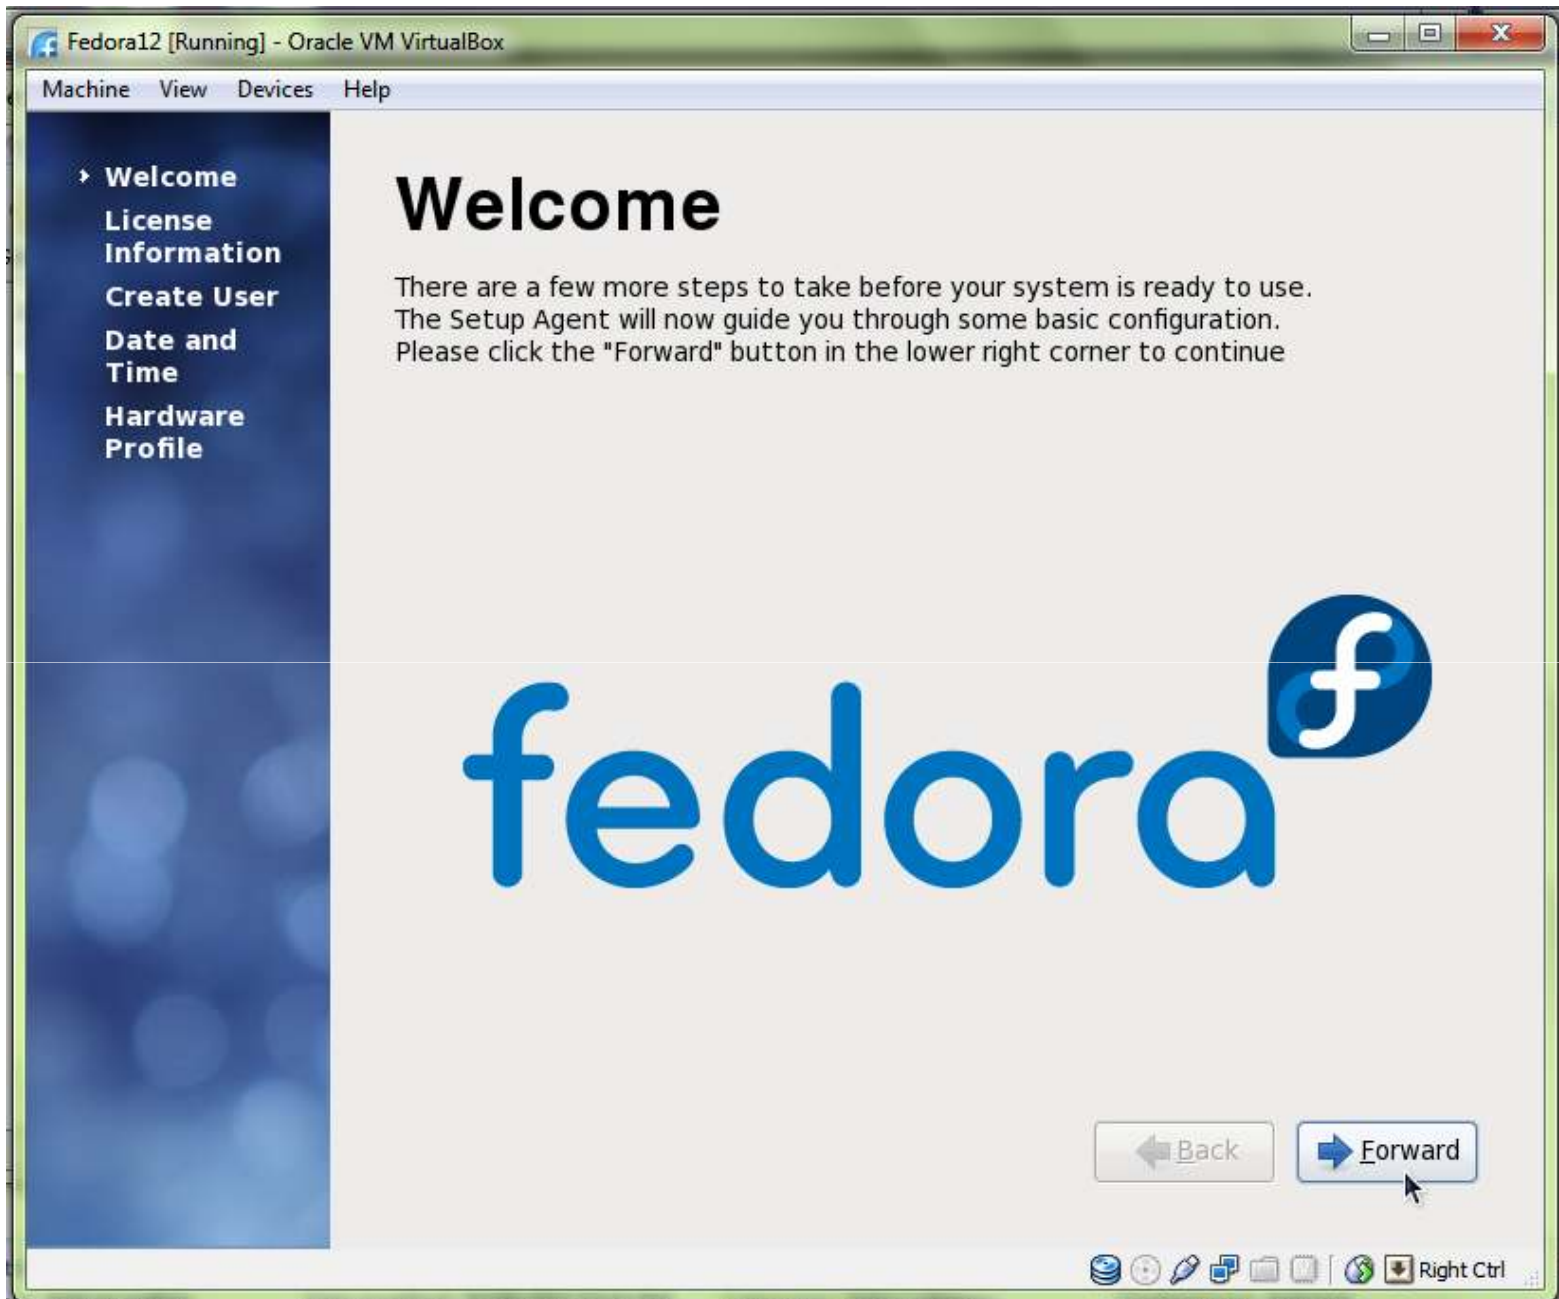 Fedora12 [Running] - Oracle VM VirtualBox
Machine View Devices Help
Welcome
License
Information
Create User
Date and
Time
Hardware
Profile
Welcome
There are a few more steps to take before your system is ready to use.
The Setup Agent will now guide you through some basic configuration.
Please click the "Forward" button in the lower right corner to continue
fedora
Back
Forward
Right Ctrl